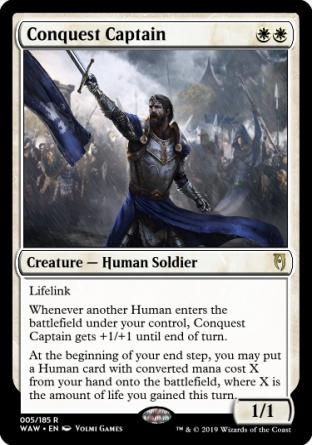 Conquest Captain
Creature — Human Soldier
Lifelink
Whenever another Human enters the
battlefield under your control, Conquest
Captain gets +1/+1 until end of turn.
At the beginning of your end step, you may put
a Human card with converted mana cost X
from your hand onto the battlefield, where X is
the amount of life you gained this turn.
1/1
005/185 R
WAW • EN VOLMI GAMES
™ & © 2019 Wizards of the Coast